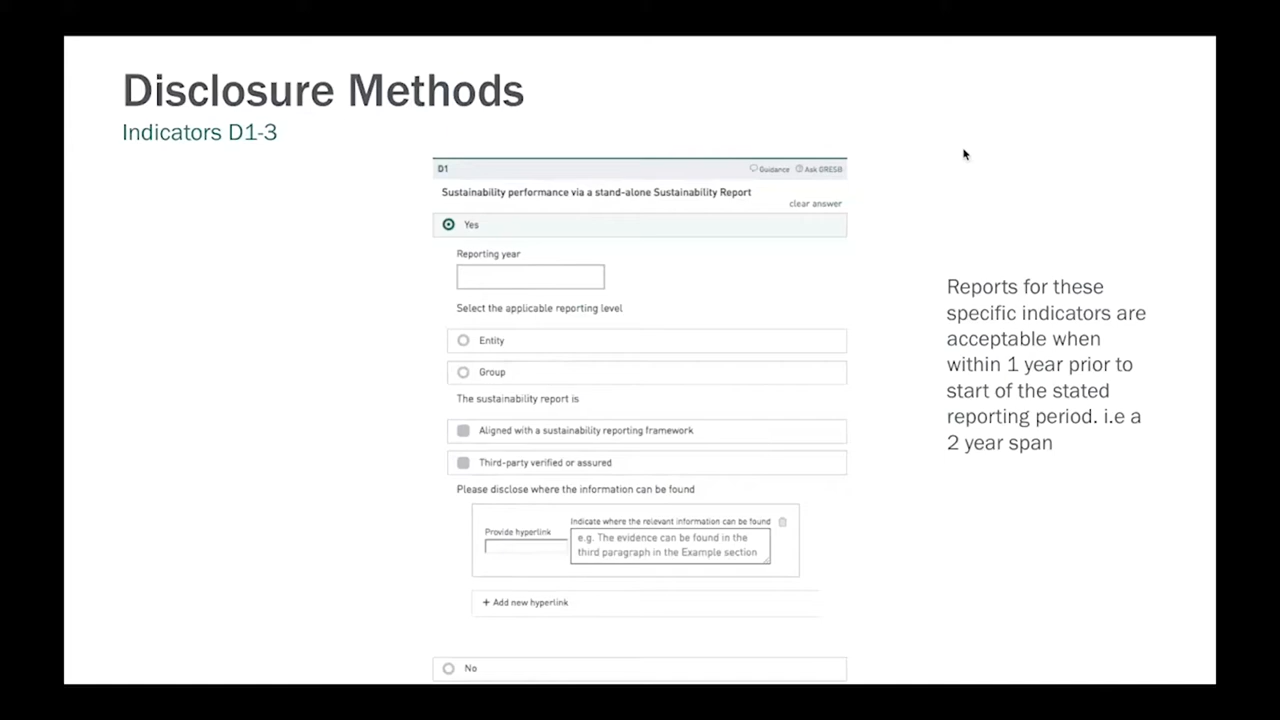 Disclosure Methods
Indicators D1-3
D1
Guidance
Ask GRESB
Sustainability performance via a stand-alone Sustainability Report
clear answer
Yes
Reporting year
Select the applicable reporting level
Entity
Group
The sustainability report is
Aligned with a sustainability reporting framework
Third-party verified or assured
Please disclose where the information can be found
Provide hyperlink
Indicate where the relevant information can be found
e.g. The evidence can be found in the
third paragraph in the Example section
+ Add new hyperlink
No
Reports for these
specific indicators are
acceptable when
within 1 year prior to
start of the stated
reporting period. i.e a
2 year span